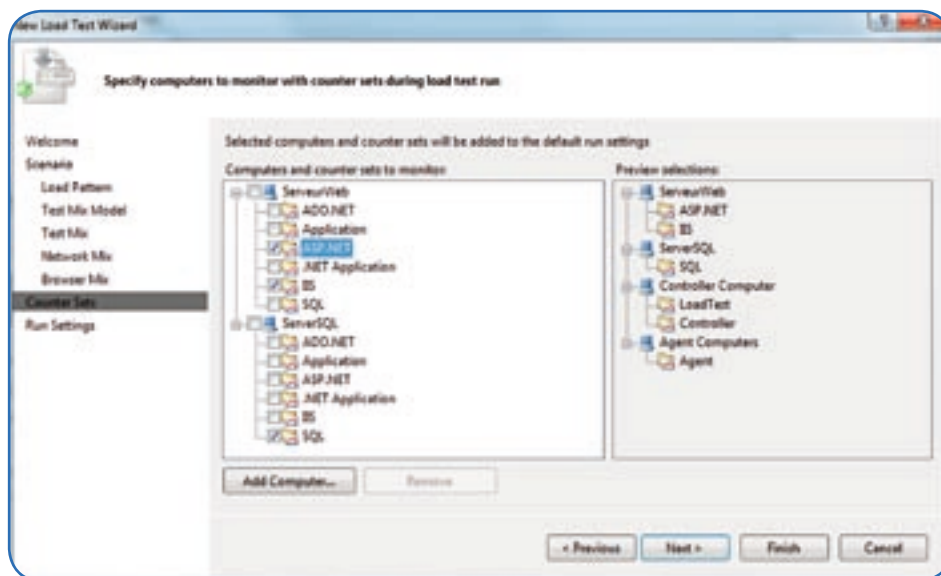 New Load Test Wizard
Specify computers to monitor with counter sets during load test run
Welcome
Scenario
Load Pattern
Test Mix Model
Test Mix
Network Mix
Browser Mix
Counter Sets
Run Settings
Selected computers and counter sets will be added to the default run settings
Computers and counter sets to monitor
ServeurWeb
ADO.NET
Application
ASP.NET
.NET Application
IIS
SQL
ServerSQL
ADO.NET
Application
ASP.NET
.NET Application
IIS
SQL
Preview selections:
ServeurWeb
ASP.NET
IIS
ServerSQL
SQL
Controller Computer
LoadTest
Controller
Agent Computers
Agent
Add Computer...
Remove
< Previous
Next >
Finish
Cancel